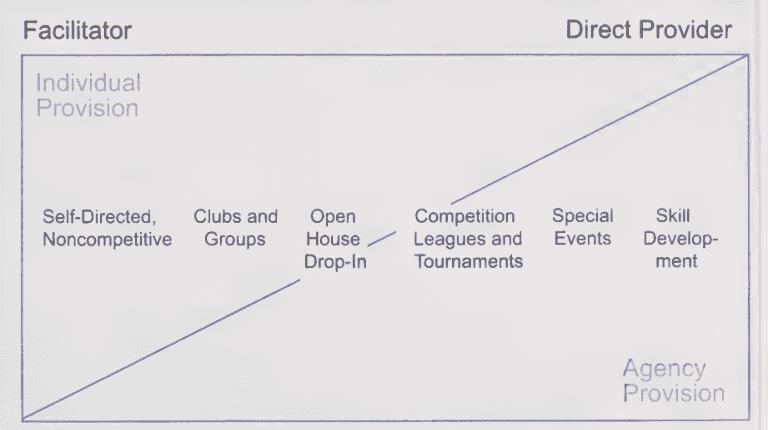 Facilitator
Direct Provider
Individual
Provision
Self-Directed,
Noncompetitive
Clubs and
Groups
Open
House
Drop-In
Competition
Leagues and
Tournaments
Special
Events
Skill
Develop-
ment
Agency
Provision